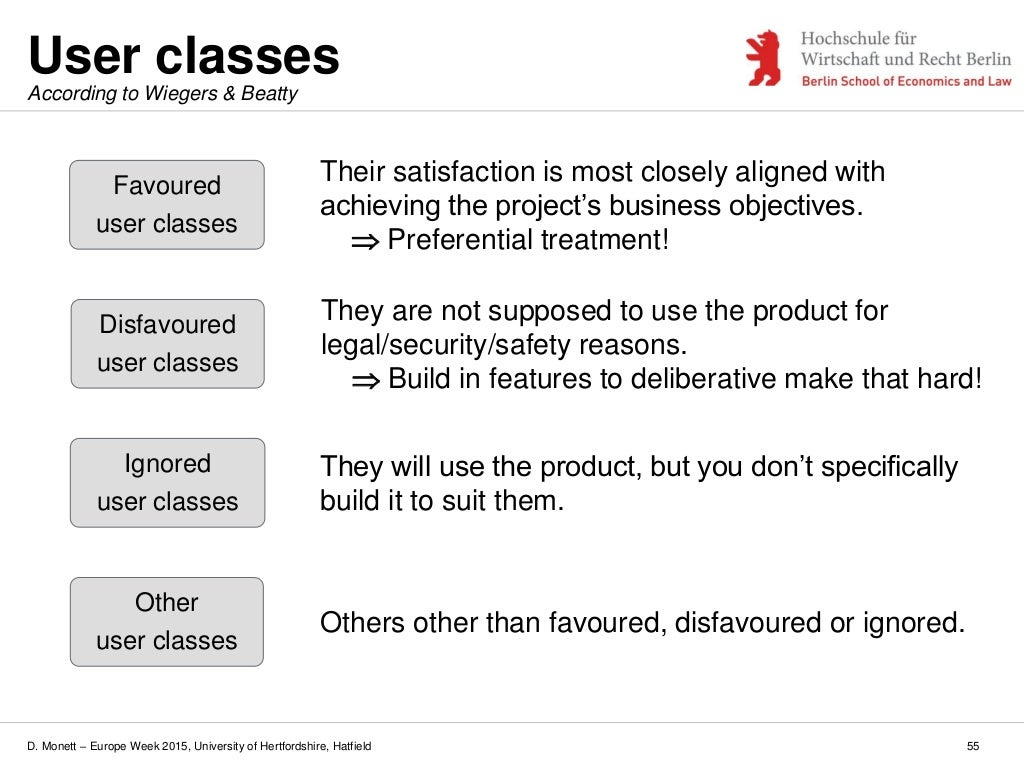 User classes
According to Wiegers & Beatty
Hochschule für
Wirtschaft und Recht Berlin
Berlin School of Economics and Law
Favoured
user classes
Their satisfaction is most closely aligned with
achieving the project’s business objectives.
⇒ Preferential treatment!
Disfavoured
user classes
They are not supposed to use the product for
legal/security/safety reasons.
⇒ Build in features to deliberative make that hard!
Ignored
user classes
They will use the product, but you don’t specifically
build it to suit them.
Other
user classes
Others other than favoured, disfavoured or ignored.
D. Monett – Europe Week 2015, University of Hertfordshire, Hatfield
55